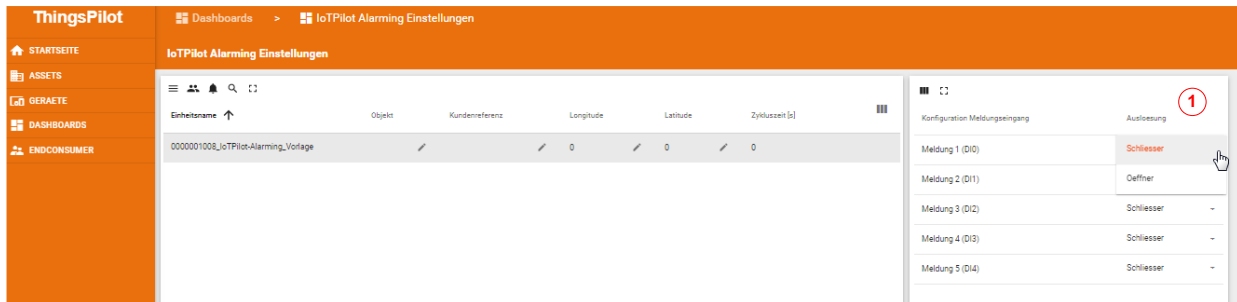 ThingsPilot
Dashboards > IoTPilot Alarming Einstellungen
STARTSEITE
IoTPilot Alarming Einstellungen
ASSETS
GERAETE
DASHBOARDS
ENDCONSUMER
Einheitsname Objekt Kundenreferenz Longitude Latitude Zykluszeit [s]
0000001008_IoTPilot-Alarming_Vorlage 0 0 0
1
Konfiguration Meldungseingang Ausloesung
Meldung 1 (DI0) Schliesser
Meldung 2 (DI1) Oeffner
Meldung 3 (DI2) Schliesser
Meldung 4 (DI3) Schliesser
Meldung 5 (DI4) Schliesser